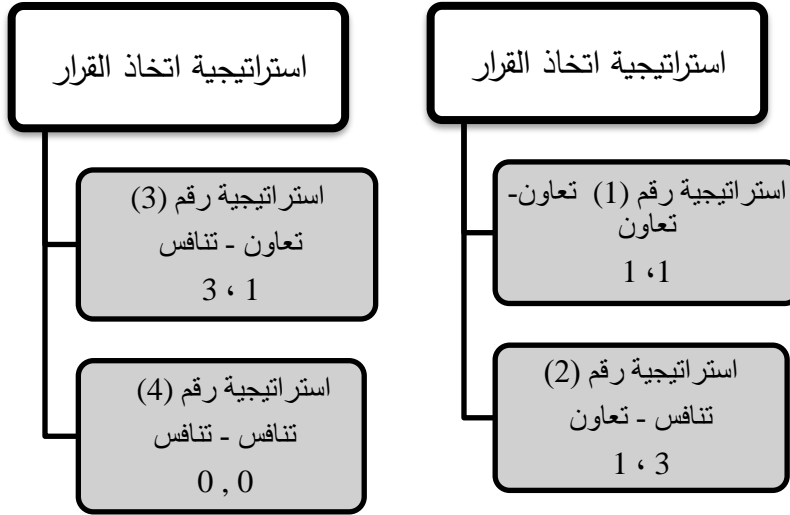 استراتيجية اتخاذ القرار
استراتيجية رقم (1) تعاون-
تعاون
1، 1
استراتيجية رقم (2)
تنافس - تعاون
3 ، 1
استراتيجية اتخاذ القرار
استراتيجية رقم (3)
تعاون - تنافس
1 ، 3
استراتيجية رقم (4)
تنافس - تنافس
0 , 0